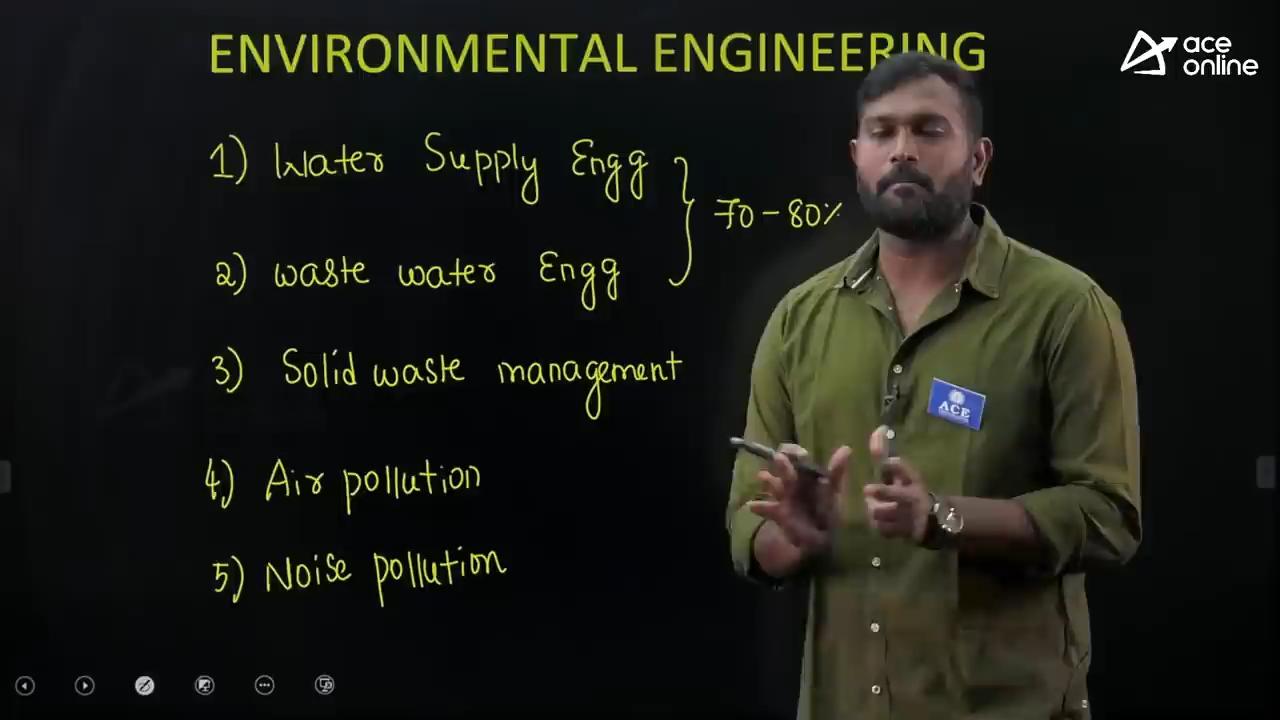 ENVIRONMENTAL ENGINEERING
ace
online
1) Water Supply Engg
70-80%
2) waste water Engg
3) Solid waste management
ACE
4) Air pollution
5) Noise pollution